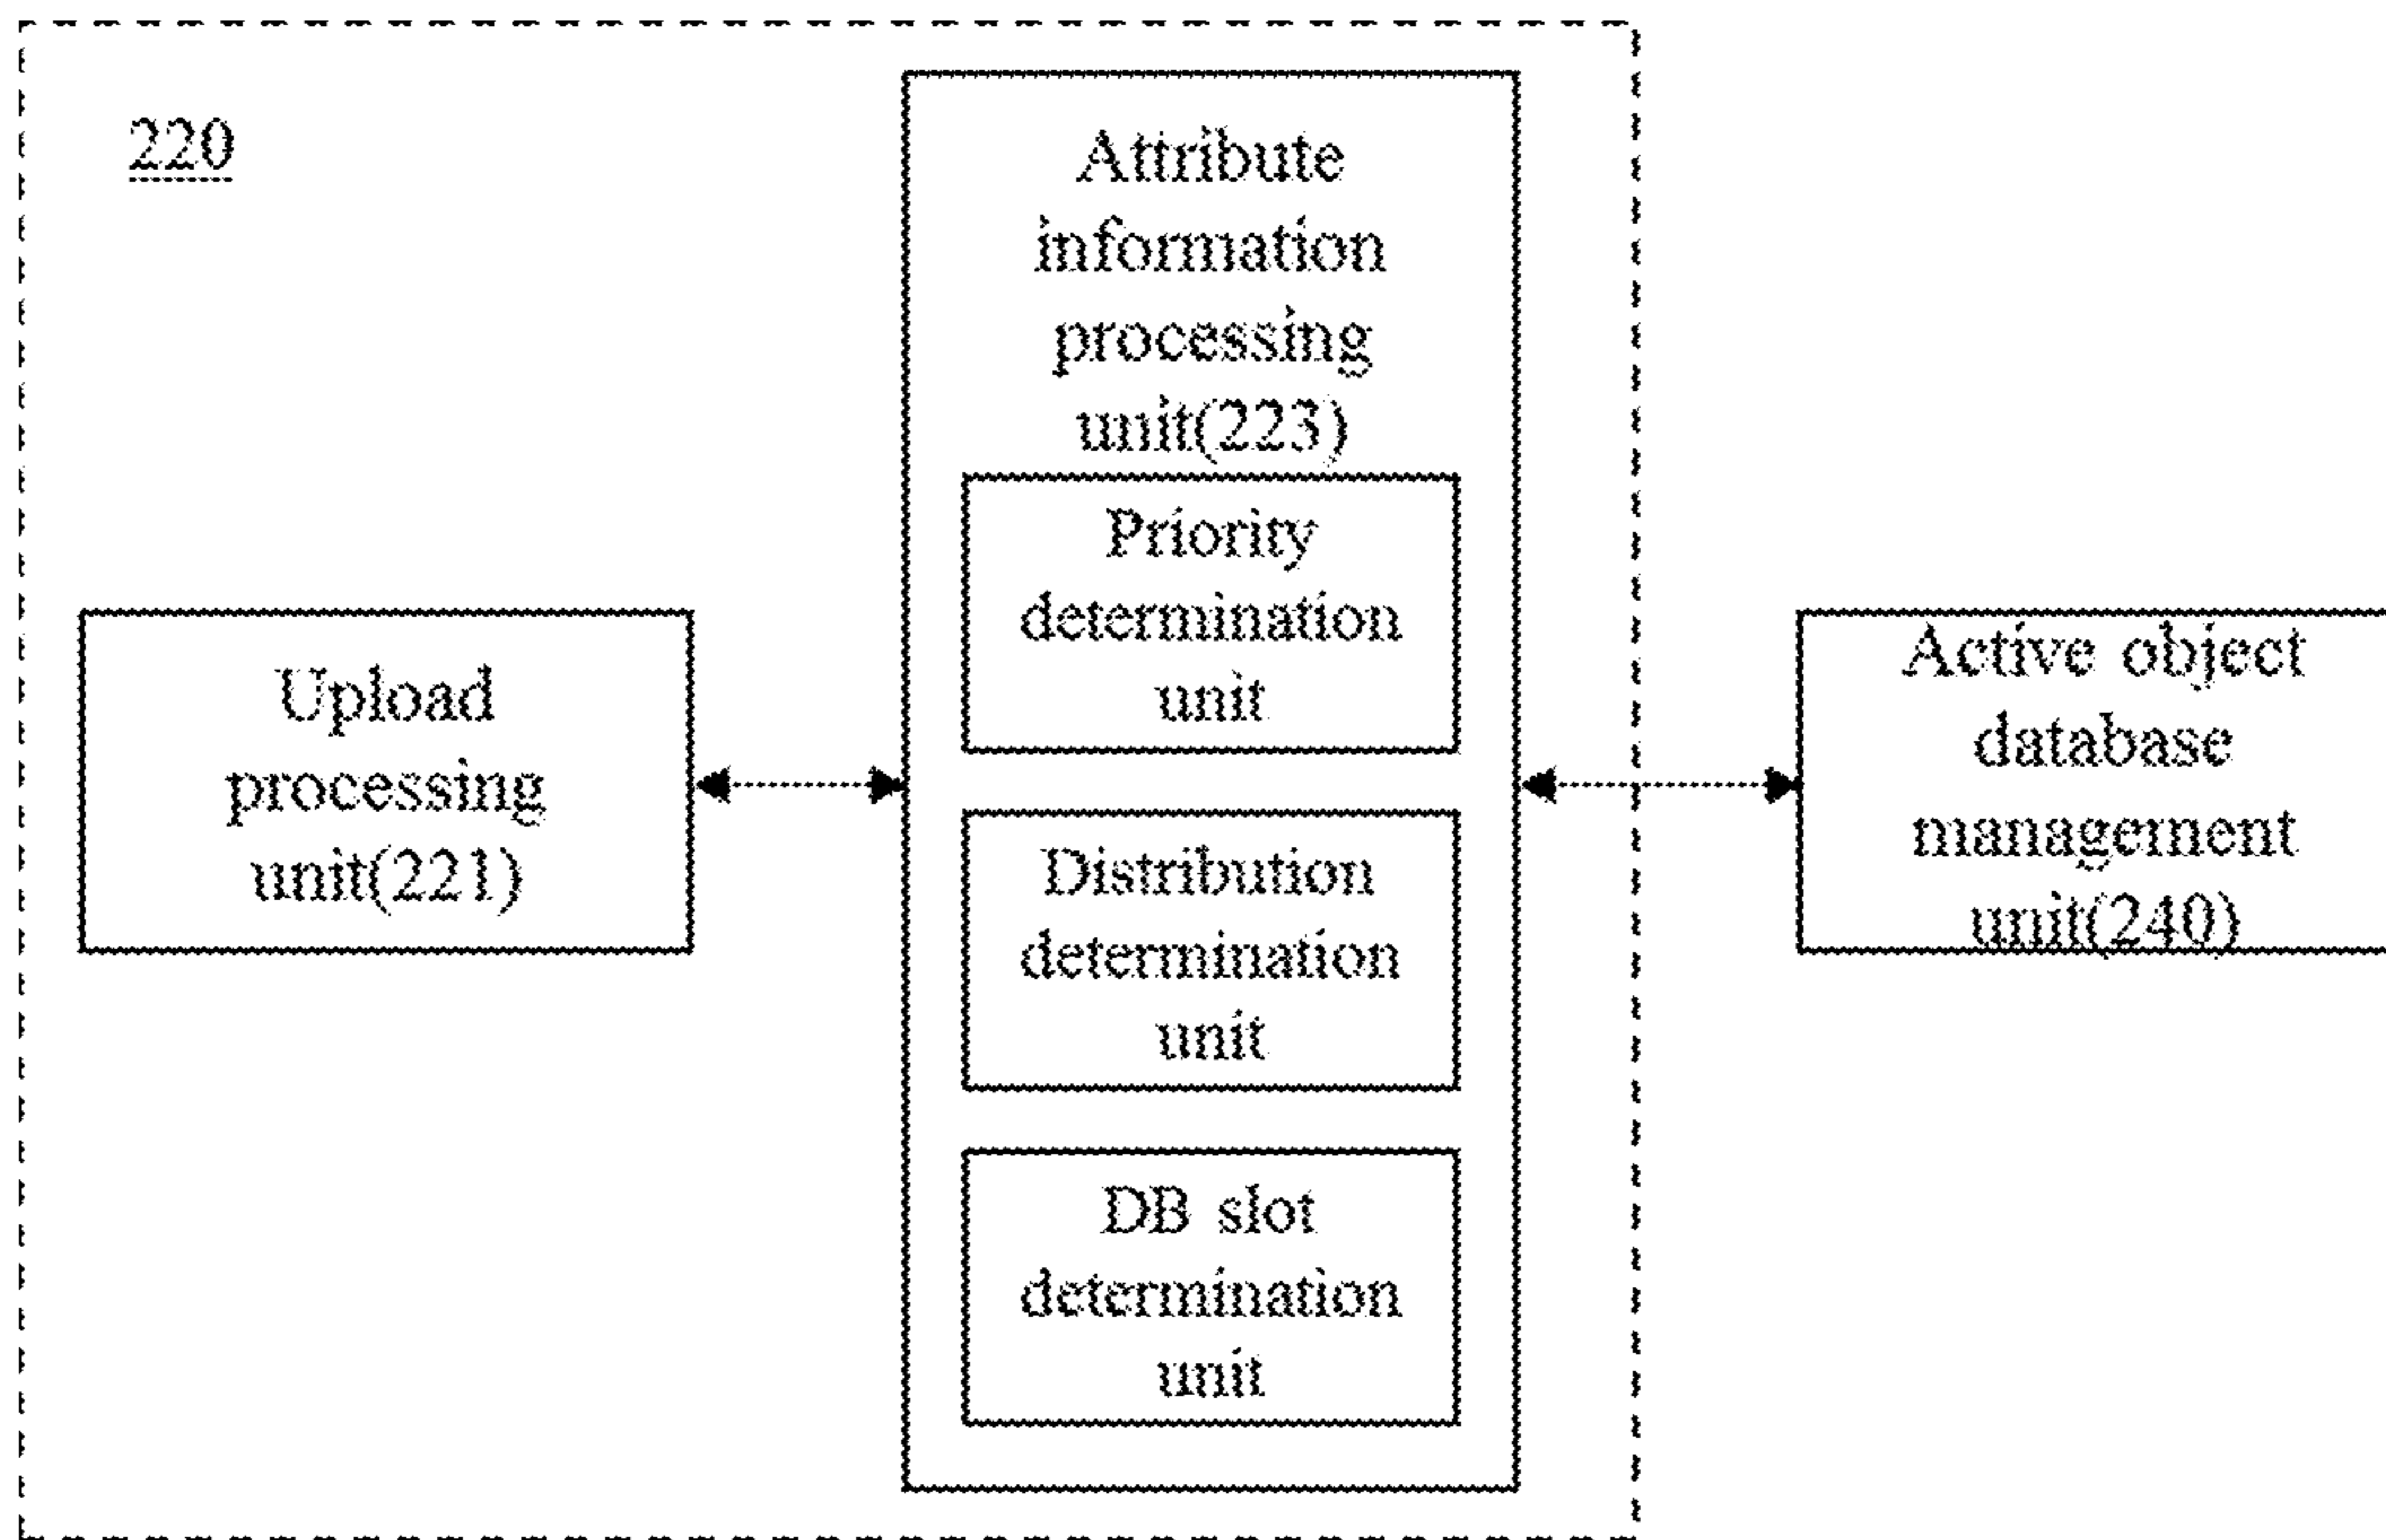 220
Attribute
information
processing
unit(223)
Priority
determination
unit
Upload
processing
unit(221)
Distribution
determination
unit
DB slot
determination
unit
Active object
database
management
unit(240)